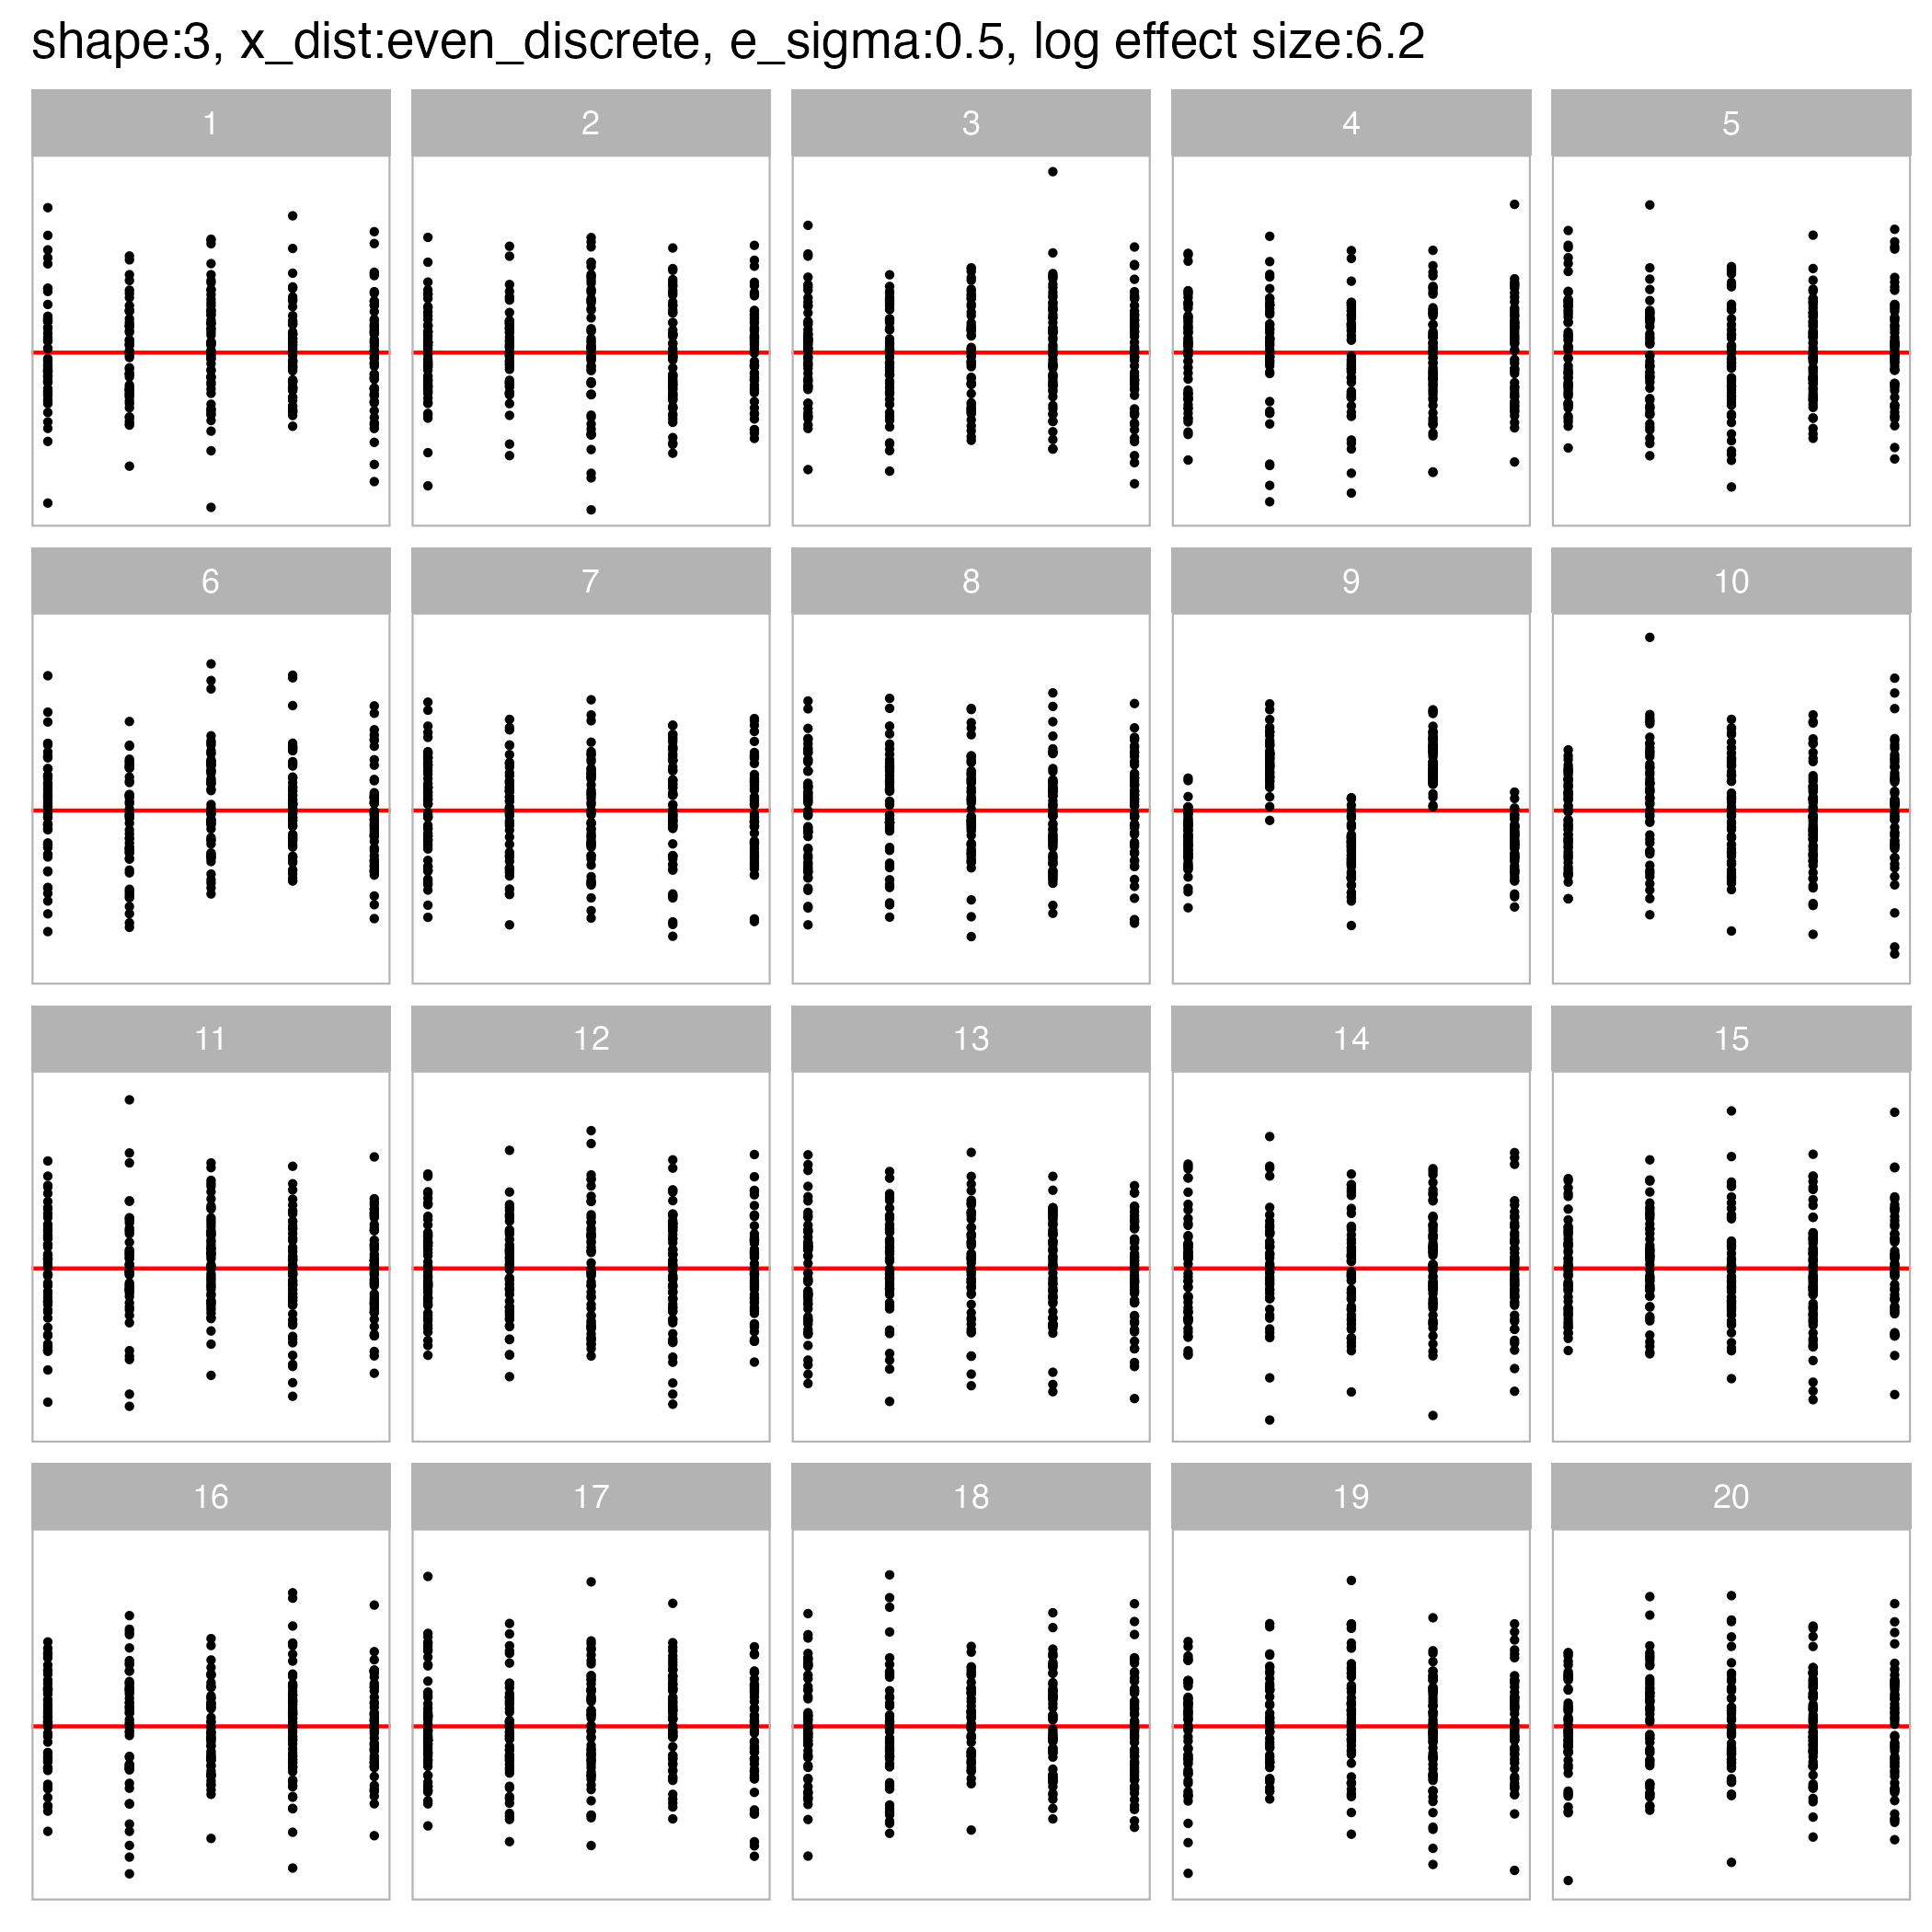 shape:3, x_dist:even_discrete, e_sigma:0.5, log effect size:6.2
1 2 3 4 5
6 7 8 9 10
11 12 13 14 15
16 17 18 19 20